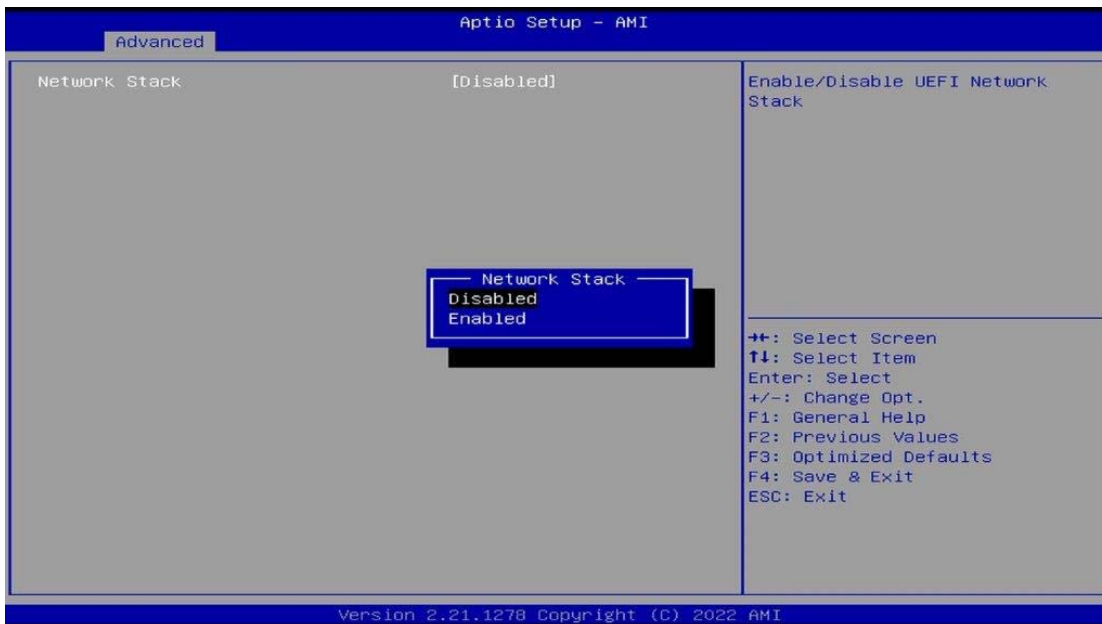 Aptio Setup – AMI
Advanced
Network Stack [Disabled]
Enable/Disable UEFI Network
Stack
Network Stack
Disabled
Enabled
→←: Select Screen
↑↓: Select Item
Enter: Select
+/-: Change Opt.
F1: General Help
F2: Previous Values
F3: Optimized Defaults
F4: Save & Exit
ESC: Exit
Version 2.21.1278 Copyright (C) 2022 AMI